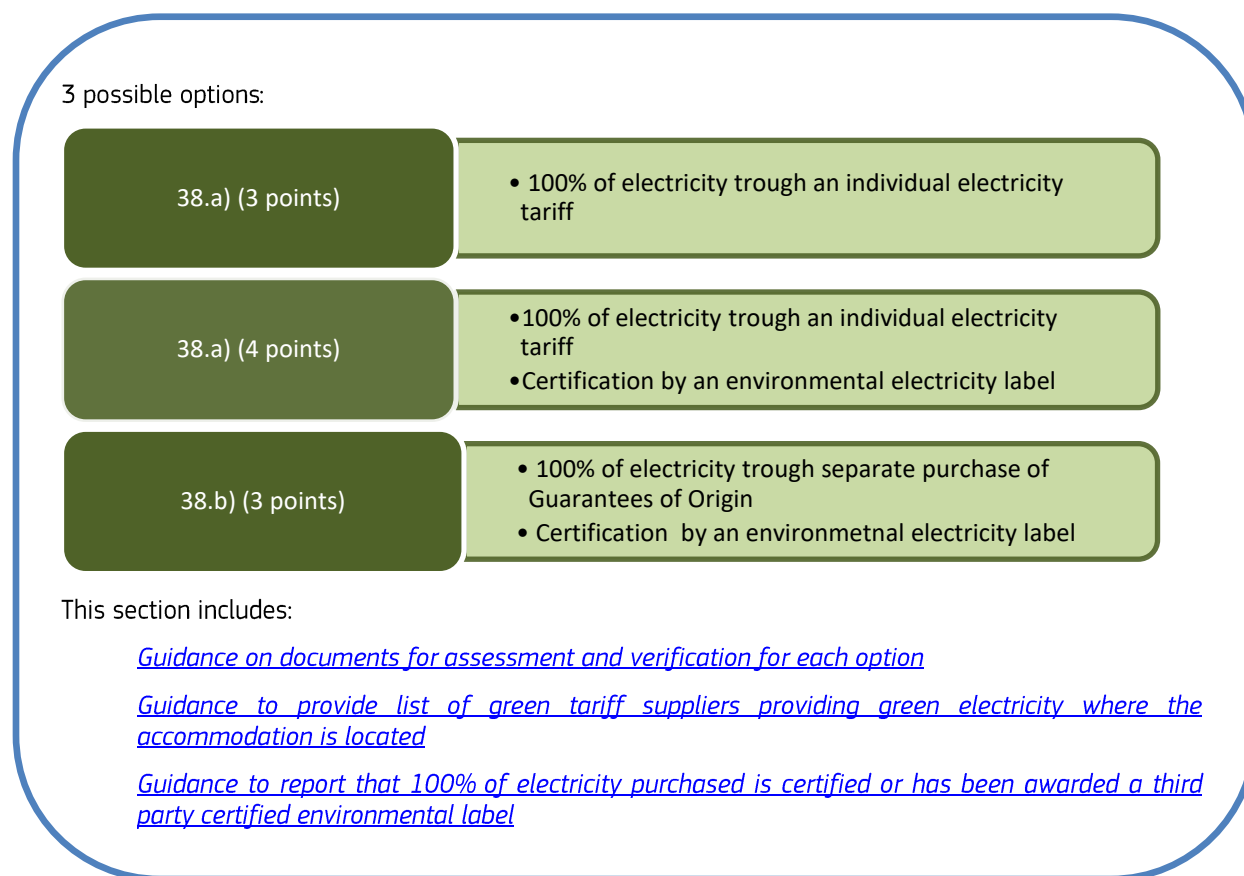 3 possible options:
38.a) (3 points)
• 100% of electricity trough an individual electricity
tariff
38.a) (4 points)
•100% of electricity trough an individual electricity
tariff
•Certification by an environmental electricity label
38.b) (3 points)
• 100% of electricity trough separate purchase of
Guarantees of Origin
• Certification  by an environmetnal electricity label
This section includes:
Guidance on documents for assessment and verification for each option
Guidance to provide list of green tariff suppliers providing green electricity where the
accommodation is located
Guidance to report that 100% of electricity purchased is certified or has been awarded a third
party certified environmental label